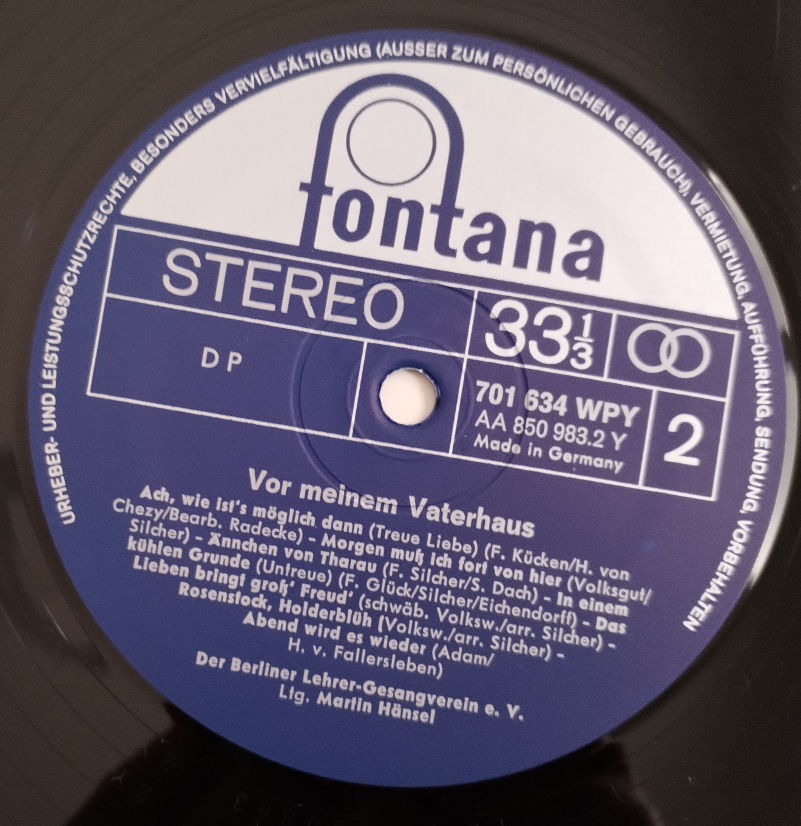 URHEBER- UND LEISTUNGSSCHUTZRECHTE, BESONDERS VERVIELFÄLTIGUNG (AUSSER ZUM PERSÖNLICHEN GEBRAUCH), VERMIETUNG, AUFFÜHRUNG, SENDUNG, VORBEHALTEN
fontana
STEREO
33 1/3
DP
701 634 WPY
AA 850 983.2 Y
Made in Germany
2
Vor meinem Vaterhaus
Ach, wie ist's möglich dann (Treue Liebe) (F. Kücken/H. von
Chezy/Bearb. Radecke) – Morgen muß ich fort von hier (Volksgut/
Silcher) – Ännchen von Tharau (F. Silcher/S. Dach) – In einem
kühlen Grunde (Untreue) (F. Glück/Silcher/Eichendorff) – Das
Lieben bringt groß' Freud' (schwäb. Volksw./arr. Silcher) –
Rosenstock, Holderblüh (Volksw./arr. Silcher) –
Abend wird es wieder (Adam/
H. v. Fallersleben)
Der Berliner Lehrer-Gesangverein e. V.
Ltg. Martin Hänsel